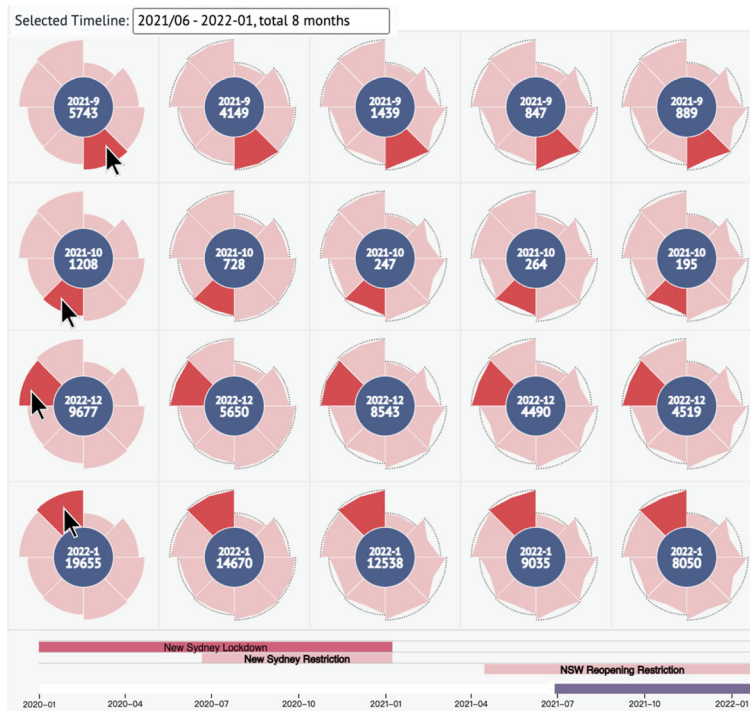 Selected Timeline: 2021/06 - 2022-01, total 8 months
2021-9 2021-9 2021-9 2021-9 2021-9
5743 4149 1439 847 889
2021-10 2021-10 2021-10 2021-10 2021-10
1208 728 247 264 195
2022-12 2022-12 2022-12 2022-12 2022-12
9677 5650 8543 4490 4519
2022-1 2022-1 2022-1 2022-1 2022-1
19655 14670 12538 9035 8050
New Sydney Lockdown
New Sydney Restriction
NSW Reopening Restriction
2020-01 2020-04 2020-07 2020-10 2021-01 2021-04 2021-07 2021-10 2022-01